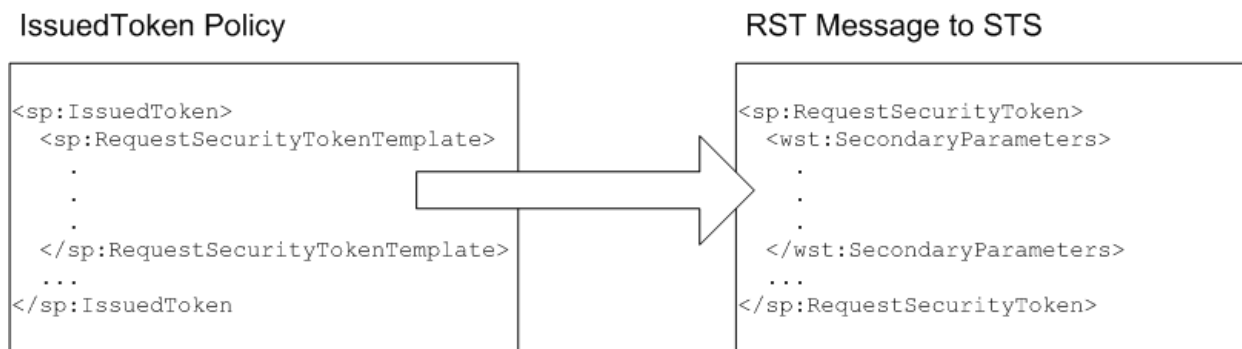 IssuedToken Policy
<sp:IssuedToken>
<sp:RequestSecurityTokenTemplate>
.
.
.
</sp:RequestSecurityTokenTemplate>
...
</sp:IssuedToken
RST Message to STS
<sp:RequestSecurityToken>
<wst:SecondaryParameters>
.
.
.
</wst:SecondaryParameters>
...
</sp:RequestSecurityToken>